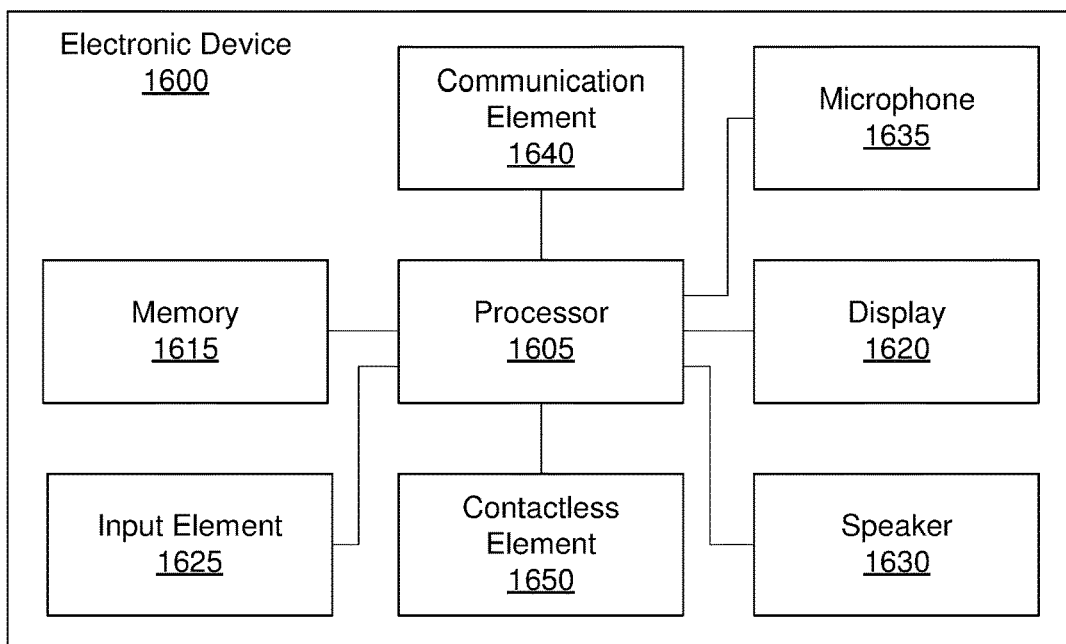 Electronic Device
1600
Communication
Element
1640
Microphone
1635
Memory
1615
Processor
1605
Display
1620
Input Element
1625
Contactless
Element
1650
Speaker
1630